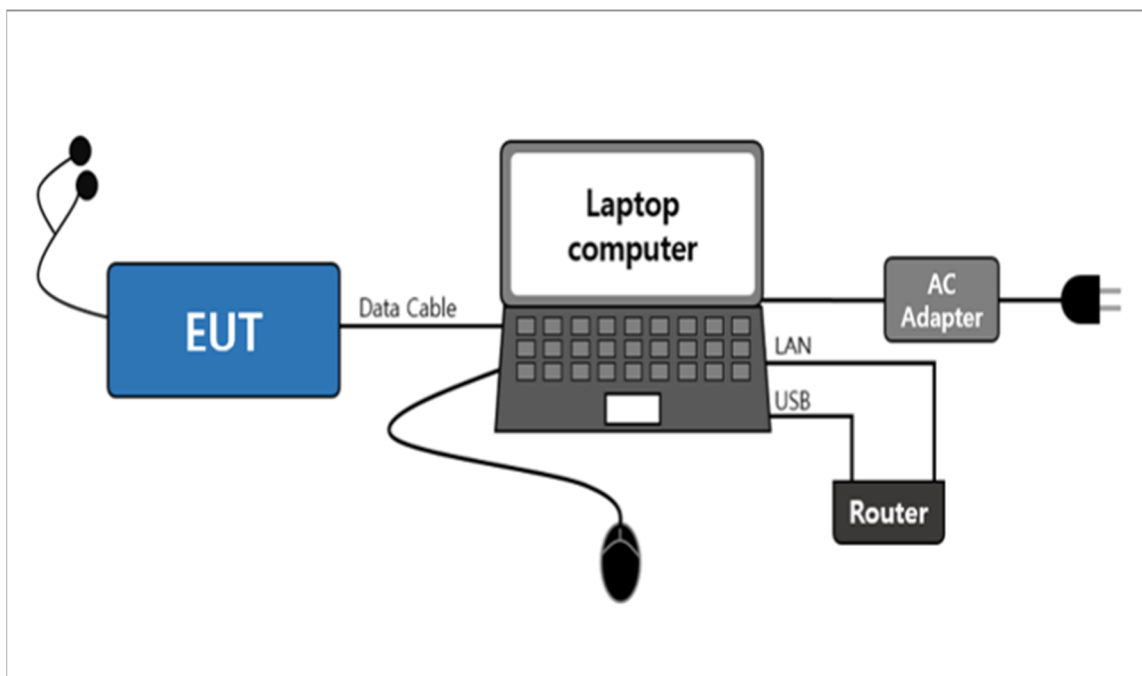 Laptop
computer
EUT
Data Cable
AC
Adapter
LAN
USB
Router